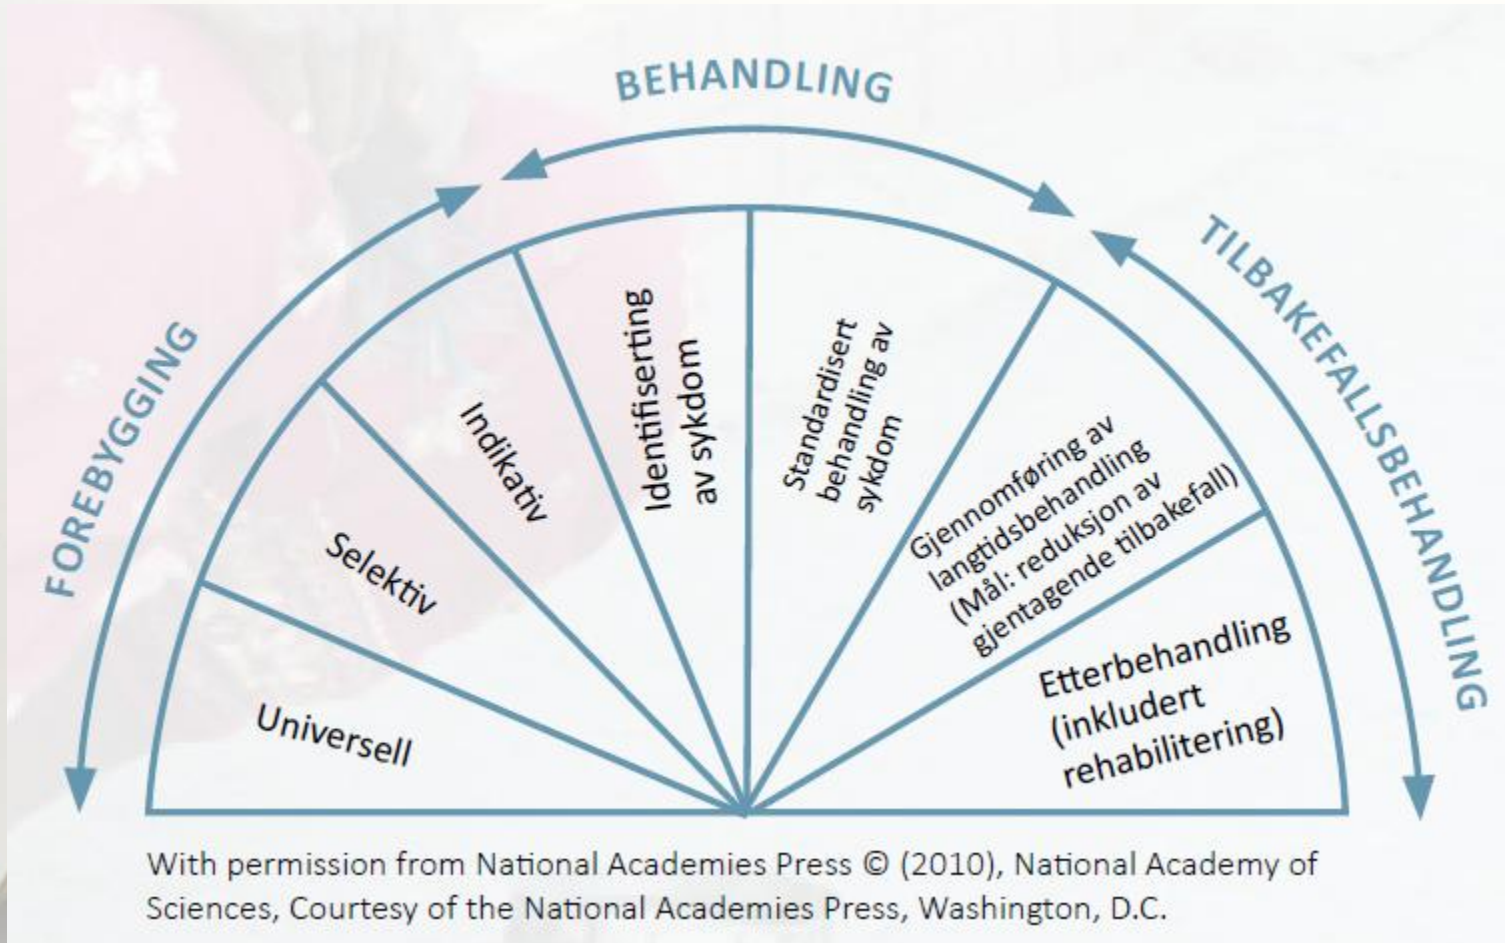 BEHANDLING
FOREBYGGING
TILBAKEFALLSBEHANDLING
Universell
Selektiv
Indikativ
Identifiserting
av sykdom
Standardisert
behandling av
sykdom
Gjennomføring av
langtidsbehandling
(Mål: reduksjon av
gjentagende tilbakefall)
Etterbehandling
(inkludert
rehabilitering)
With permission from National Academies Press © (2010), National Academy of
Sciences, Courtesy of the National Academies Press, Washington, D.C.